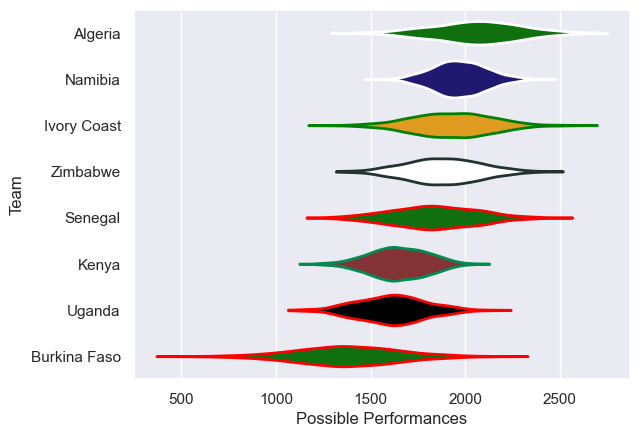 Algeria
Namibia
Ivory Coast
Zimbabwe
Senegal
Kenya
Uganda
Burkina Faso
Team
500 1000 1500 2000 2500
Possible Performances